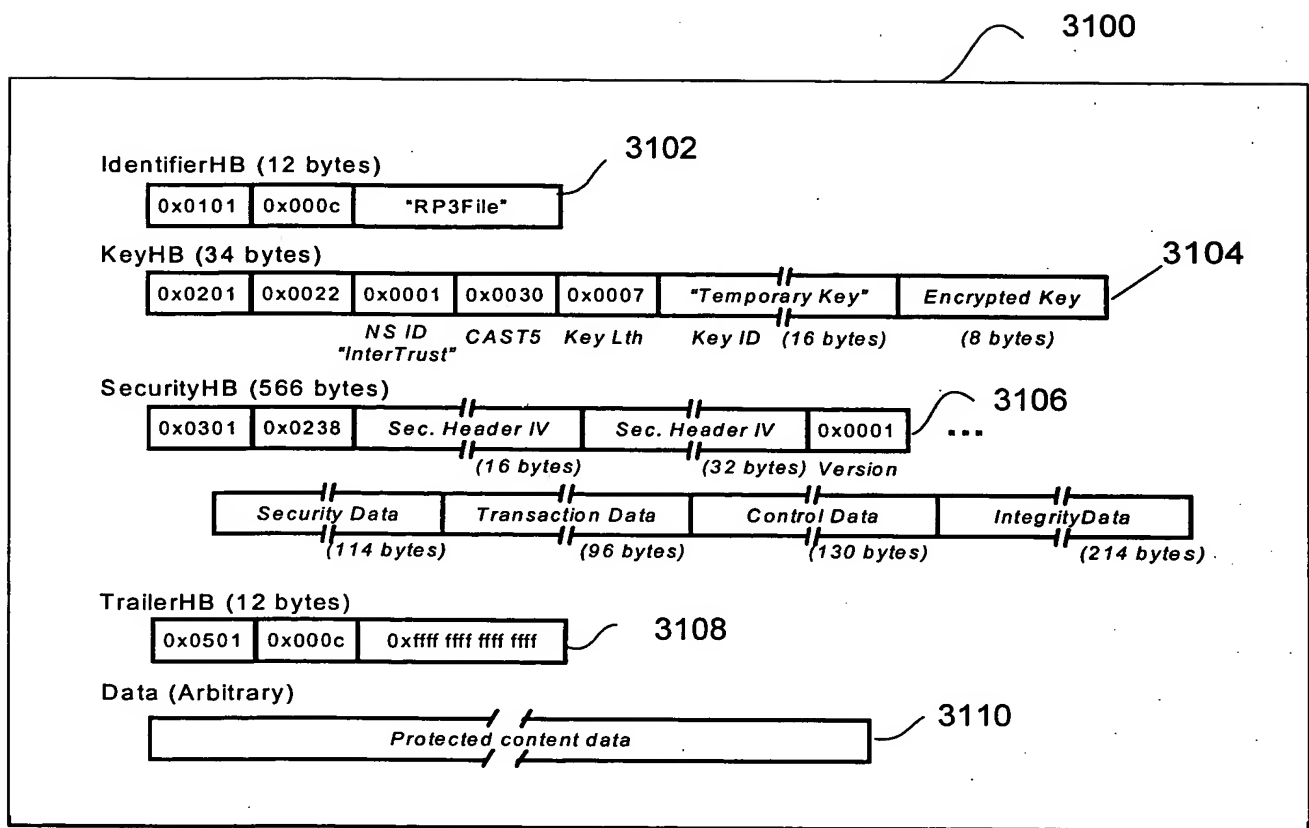 3100
IdentifierHB (12 bytes)
3102
0x0101 0x000c "RP3File"
KeyHB (34 bytes)
3104
0x0201 0x0022 0x0001 0x0030 0x0007 "Temporary Key" Encrypted Key
NS ID CAST5 Key Lth Key ID (16 bytes) (8 bytes)
"InterTrust"
SecurityHB (566 bytes)
3106
0x0301 0x0238 Sec. Header IV Sec. Header IV 0x0001 ...
(16 bytes) (32 bytes) Version
Security Data Transaction Data Control Data IntegrityData
(114 bytes) (96 bytes) (130 bytes) (214 bytes)
TrailerHB (12 bytes)
0x0501 0x000c 0xffff ffff ffff ffff 3108
Data (Arbitrary)
3110
Protected content data